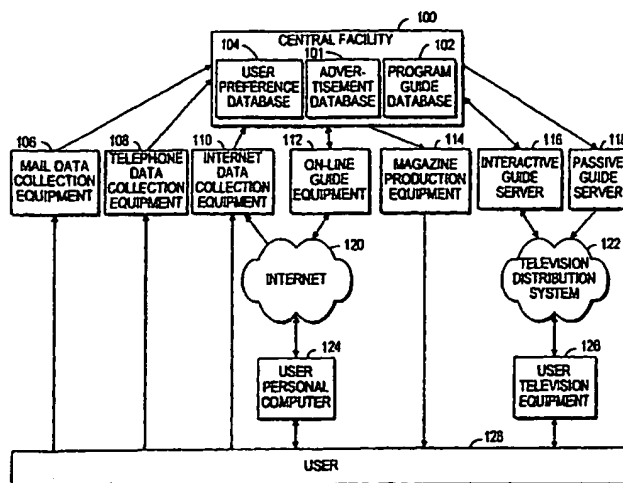 100
CENTRAL FACILITY
104
101
102
USER
PREFERENCE
DATABASE
ADVER-
TISEMENT
DATABASE
PROGRAM
GUIDE
DATABASE
106
108
110
112
114
116
118
MAIL DATA
COLLECTION
EQUIPMENT
TELEPHONE
DATA
COLLECTION
EQUIPMENT
INTERNET
DATA
COLLECTION
EQUIPMENT
ON-LINE
GUIDE
EQUIPMENT
MAGAZINE
PRODUCTION
EQUIPMENT
INTERACTIVE
GUIDE
SERVER
PASSIVE
GUIDE
SERVER
120
INTERNET
122
TELEVISION
DISTRIBUTION
SYSTEM
124
USER
PERSONAL
COMPUTER
126
USER
TELEVISION
EQUIPMENT
128
USER